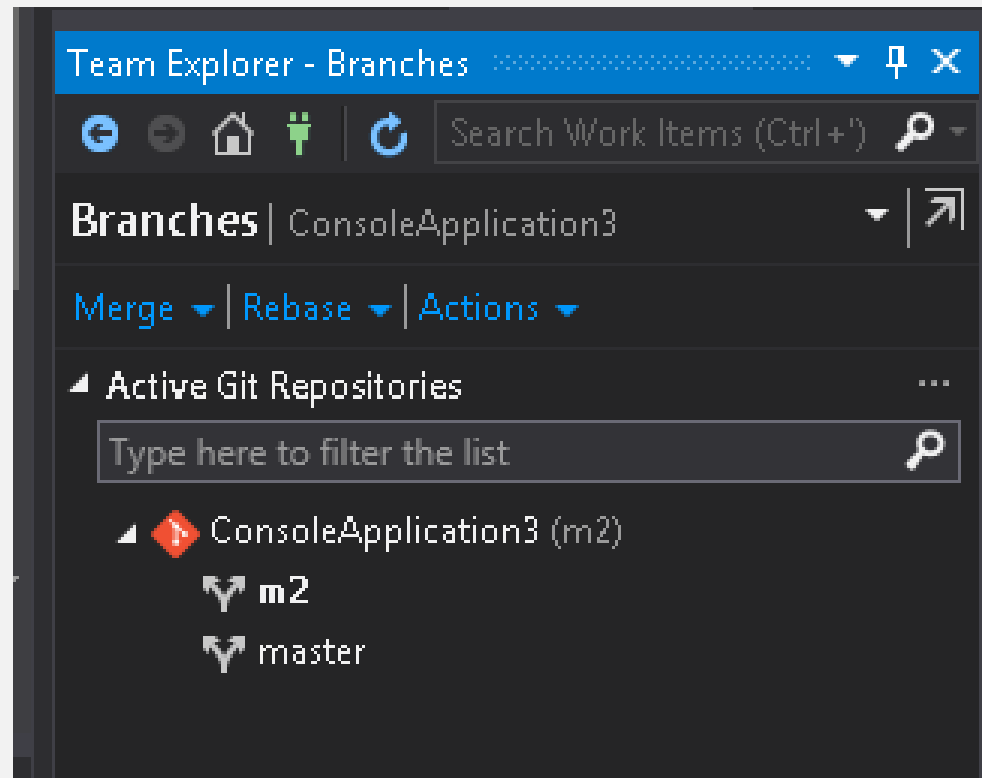 Team Explorer - Branches
Search Work Items (Ctrl+')
Branches | ConsoleApplication3
Merge | Rebase | Actions
Active Git Repositories
Type here to filter the list
ConsoleApplication3 (m2)
m2
master